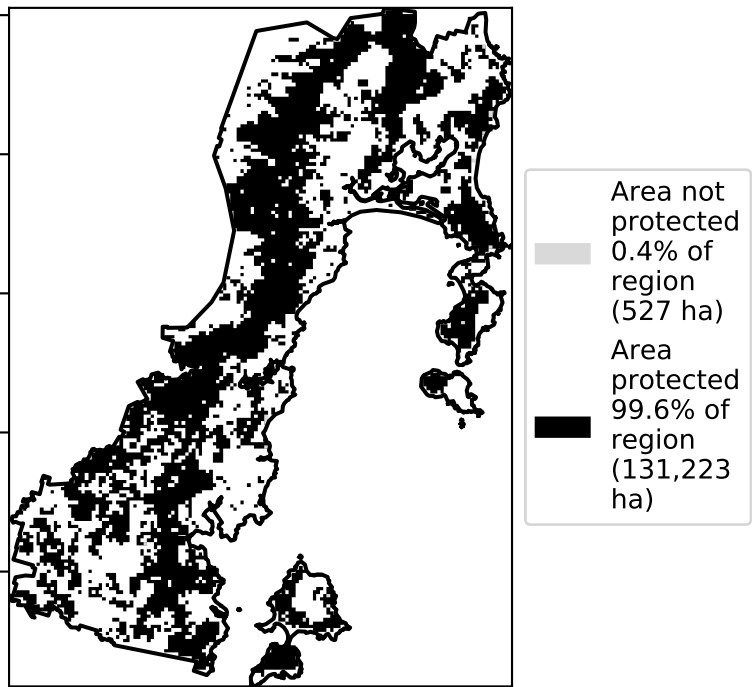 Area not
protected
0.4% of
region
(527 ha)
Area
protected
99.6% of
region
(131,223
ha)